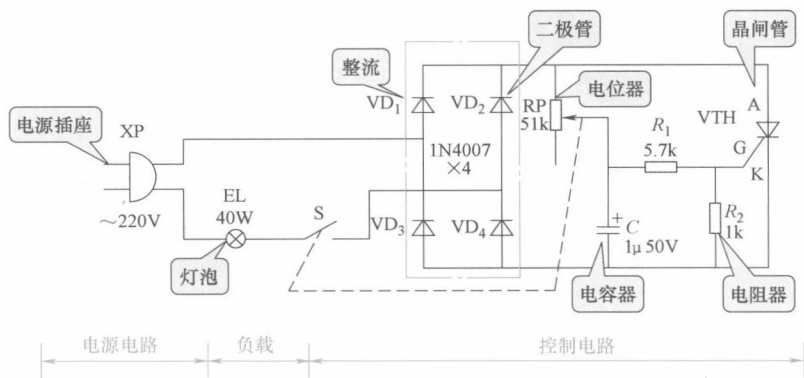 二极管
晶闸管
整流
电位器
电源插座
XP
VD₁
VD₂
RP
51k
A
VTH
R₁
5.7k
G
K
1N4007
×4
～220V
EL
40W
S
VD₃
VD₄
+
C
1μ 50V
R₂
1k
灯泡
电容器
电阻器
电源电路
负载
控制电路